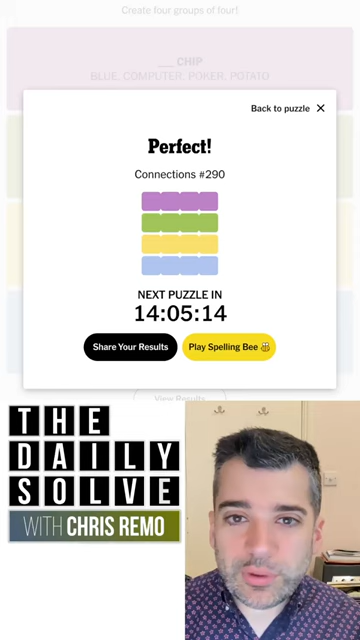 Create four groups of four!
___ CHIP
BLUE, COMPUTER, POKER, POTATO
Back to puzzle ×
Perfect!
Connections #290
NEXT PUZZLE IN
14:05:14
Share Your Results
Play Spelling Bee
View Results
THE
DAILY
SOLVE
WITH CHRIS REMO